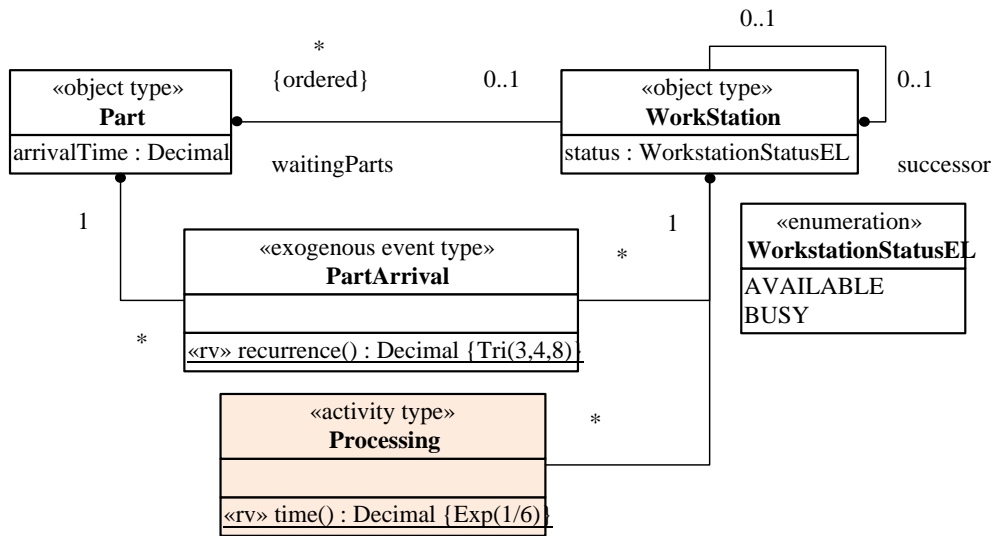 0..1
*
{ordered}
0..1
0..1
«object type»
Part
arrivalTime : Decimal
«object type»
WorkStation
status : WorkstationStatusEL
waitingParts
successor
1
1
«exogenous event type»
PartArrival
«rv» recurrence() : Decimal {Tri(3,4,8)}
*
*
«enumeration»
WorkstationStatusEL
AVAILABLE
BUSY
«activity type»
Processing
«rv» time() : Decimal {Exp(1/6)}
*